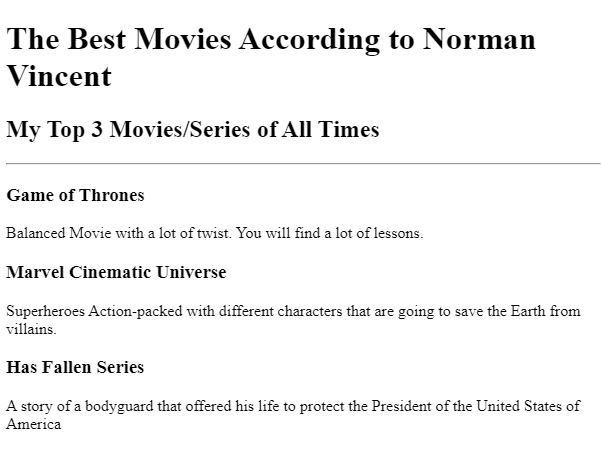 The Best Movies According to Norman
Vincent
My Top 3 Movies/Series of All Times
Game of Thrones
Balanced Movie with a lot of twist. You will find a lot of lessons.
Marvel Cinematic Universe
Superheroes Action-packed with different characters that are going to save the Earth from
villains.
Has Fallen Series
A story of a bodyguard that offered his life to protect the President of the United States of
America